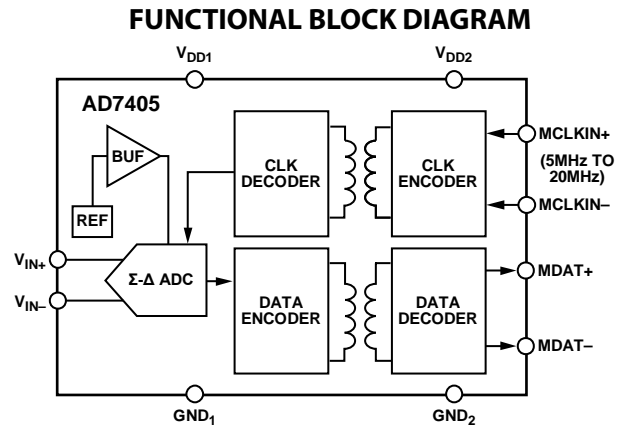 FUNCTIONAL BLOCK DIAGRAM
VDD1
VDD2
AD7405
BUF
REF
CLK
DECODER
CLK
ENCODER
MCLKIN+
(5MHz TO
20MHz)
MCLKIN–
VIN+
VIN–
Σ-Δ ADC
DATA
ENCODER
DATA
DECODER
MDAT+
MDAT–
GND1
GND2